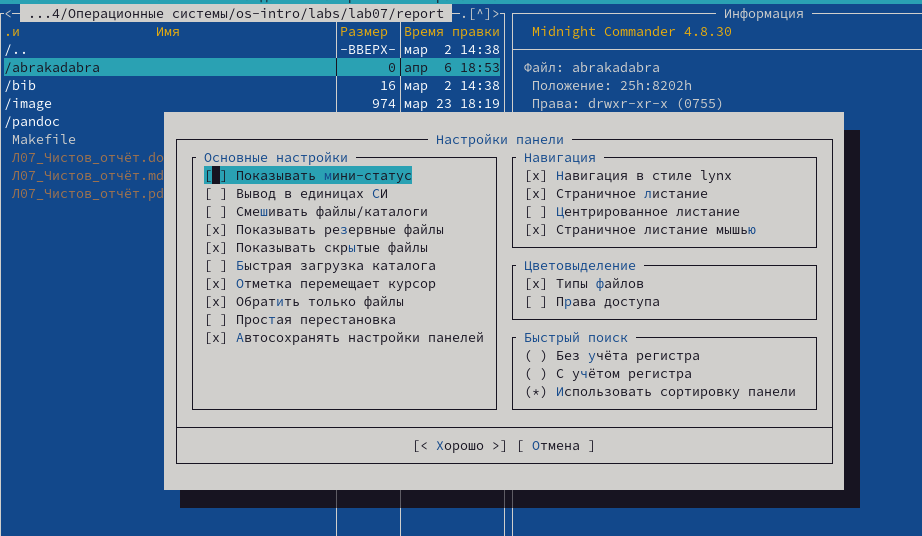 <- ...4/Операционные системы/os-intro/labs/lab07/report -.[^]>
.и Имя Размер Время правки
/.. -ВВЕРХ- мар 2 14:38
/abrakadabra 0 апр 6 18:53
/bib 16 мар 2 14:38
/image 974 мар 23 18:19
/pandoc
Makefile
Л07_Чистов_отчёт.do
Л07_Чистов_отчёт.md
Л07_Чистов_отчёт.pd
Информация
Midnight Commander 4.8.30
Файл: abrakadabra
Положение: 25h:8202h
Права: drwxr-xr-x (0755)
Настройки панели
Основные настройки
[ ] Показывать мини-статус
[ ] Вывод в единицах СИ
[ ] Смешивать файлы/каталоги
[x] Показывать резервные файлы
[x] Показывать скрытые файлы
[ ] Быстрая загрузка каталога
[x] Отметка перемещает курсор
[x] Обратить только файлы
[ ] Простая перестановка
[x] Автосохранять настройки панелей
Навигация
[x] Навигация в стиле lynx
[x] Страничное листание
[ ] Центрированное листание
[x] Страничное листание мышью
Цветовыделение
[x] Типы файлов
[ ] Права доступа
Быстрый поиск
( ) Без учёта регистра
( ) С учётом регистра
(*) Использовать сортировку панели
[< Хорошо >] [ Отмена ]